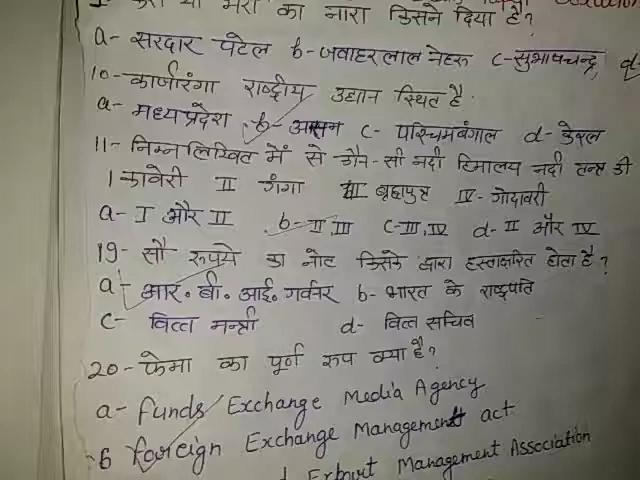 करो या मरो का नारा किसने दिया है?
a- सरदार पटेल b- जवाहरलाल नेहरू c- सुभाषचन्द्र d-
10- काजीरंगा राष्ट्रीय उद्यान स्थित है
a- मध्यप्रदेश b- असम c- पश्चिमबंगाल d- केरल
11- निम्नलिखित में से कौन-सी नदी हिमालय नदी तन्त्र की
I कावेरी II गंगा III ब्रह्मपुत्र IV- गोदावरी
a- I और II b- II, III c- III, IV d- II और IV
19- सौ रुपये का नोट किसके द्वारा हस्ताक्षरित होता है?
a- आर. बी. आई. गवर्नर b- भारत के राष्ट्रपति
c- वित्त मन्त्री d- वित्त सचिव
20- फेमा का पूर्ण रूप क्या है?
a- Funds Exchange Media Agency
b Foreign Exchange Management act
d Export Management Association